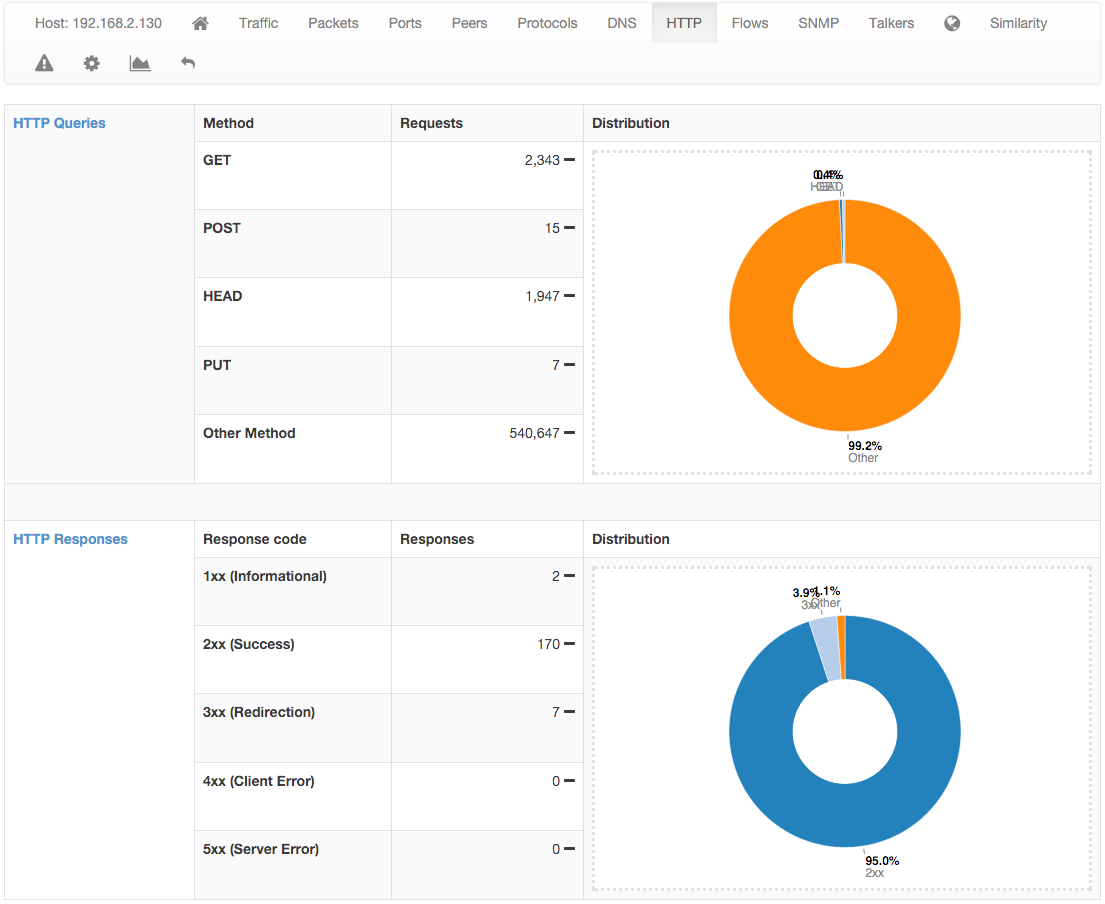 Host: 192.168.2.130 Traffic Packets Ports Peers Protocols DNS HTTP Flows SNMP Talkers Similarity
HTTP Queries Method Requests Distribution
GET 2,343
POST 15
HEAD 1,947
PUT 7
Other Method 540,647
0.4%
HEAD
99.2%
Other
HTTP Responses Response code Responses Distribution
1xx (Informational) 2
2xx (Success) 170
3xx (Redirection) 7
4xx (Client Error) 0
5xx (Server Error) 0
3.9% 1.1%
3xx Other
95.0%
2xx